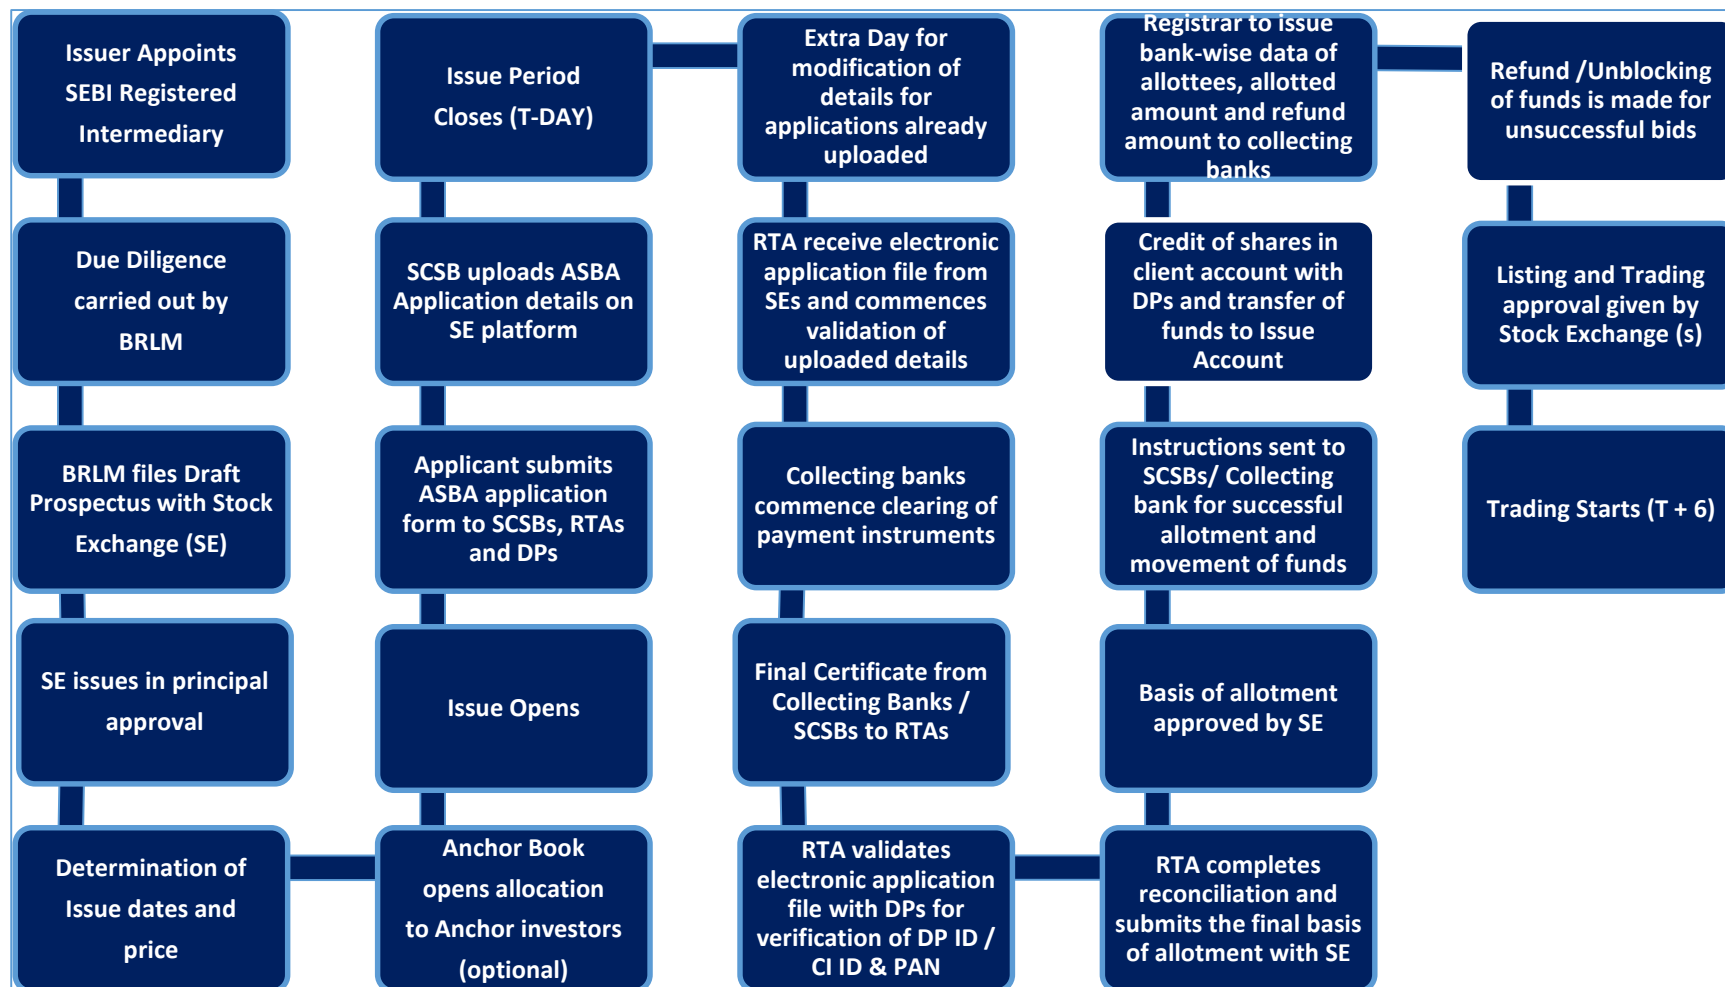 Issuer Appoints
SEBI Registered
Intermediary
Due Diligence
carried out by
BRLM
BRLM files Draft
Prospectus with Stock
Exchange (SE)
SE issues in principal
approval
Determination of
Issue dates and
price
Anchor Book
opens allocation
to Anchor investors
(optional)
Issue Opens
Applicant submits
ASBA application
form to SCSBs, RTAs
and DPs
SCSB uploads ASBA
Application details on
SE platform
Issue Period
Closes (T-DAY)
Extra Day for
modification of
details for
applications already
uploaded
RTA receive electronic
application file from
SEs and commences
validation of
uploaded details
Collecting banks
commence clearing of
payment instruments
Final Certificate from
Collecting Banks /
SCSBs to RTAs
RTA validates
electronic application
file with DPs for
verification of DP ID /
CI ID & PAN
RTA completes
reconciliation and
submits the final basis
of allotment with SE
Basis of allotment
approved by SE
Instructions sent to
SCSBs/ Collecting
bank for successful
allotment and
movement of funds
Credit of shares in
client account with
DPs and transfer of
funds to Issue
Account
Registrar to issue
bank-wise data of
allottees, allotted
amount and refund
amount to collecting
banks
Refund /Unblocking
of funds is made for
unsuccessful bids
Listing and Trading
approval given by
Stock Exchange (s)
Trading Starts (T + 6)